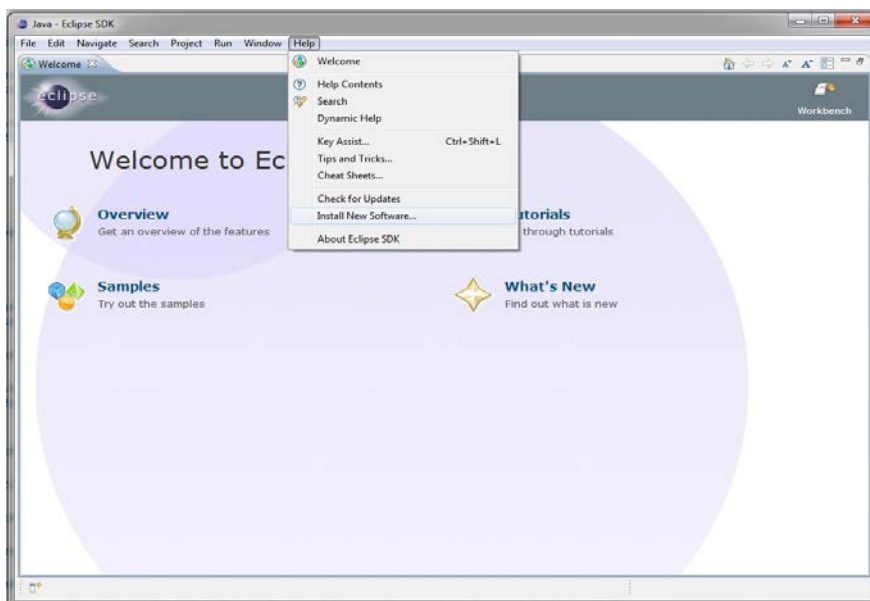 Java - Eclipse SDK
File Edit Navigate Search Project Run Window Help
Welcome
eclipse
Workbench
Welcome
Help Contents
Search
Dynamic Help
Key Assist... Ctrl+Shift+L
Tips and Tricks...
Cheat Sheets...
Check for Updates
Install New Software...
About Eclipse SDK
Welcome to Ec
Overview
Get an overview of the features
torials
through tutorials
Samples
Try out the samples
What's New
Find out what is new